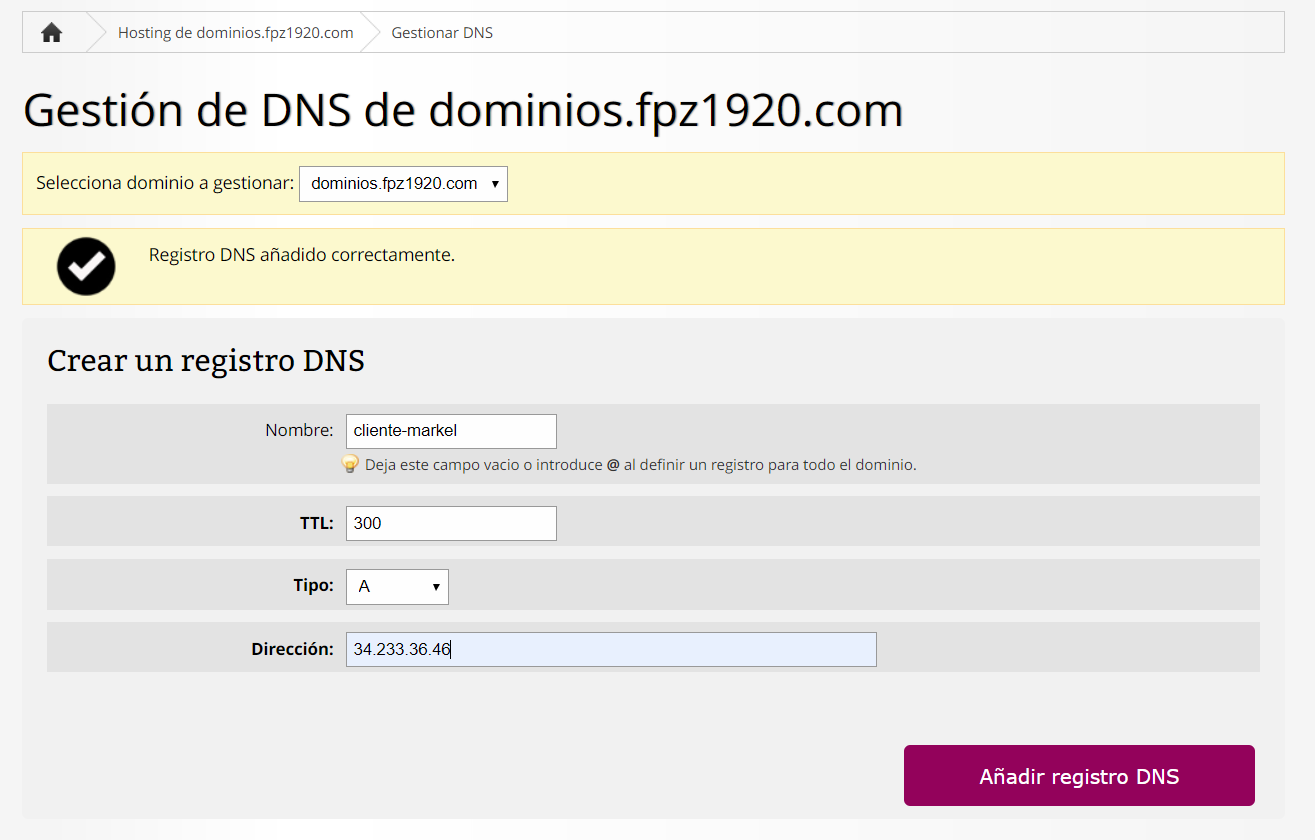 Hosting de dominios.fpz1920.com Gestionar DNS
Gestión de DNS de dominios.fpz1920.com
Selecciona dominio a gestionar: dominios.fpz1920.com
Registro DNS añadido correctamente.
Crear un registro DNS
Nombre: cliente-markel
Deja este campo vacio o introduce @ al definir un registro para todo el dominio.
TTL: 300
Tipo: A
Dirección: 34.233.36.46
Añadir registro DNS